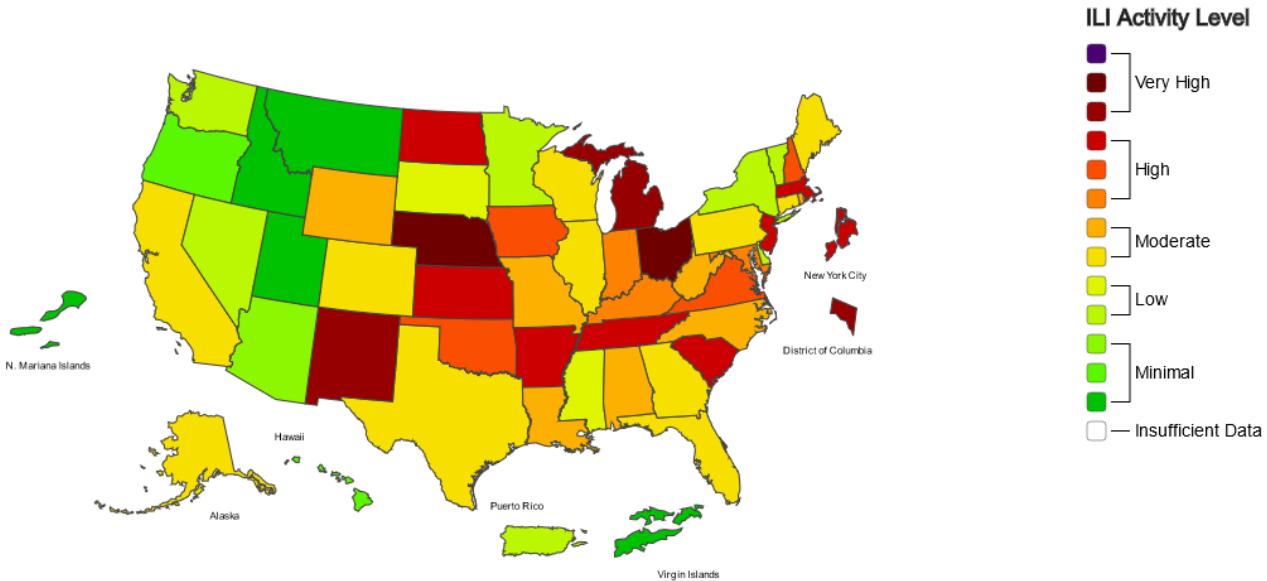 ILI Activity Level
Very High
High
Moderate
Low
Minimal
Insufficient Data
New York City
District of Columbia
N. Mariana Islands
Hawaii
Alaska
Puerto Rico
Virgin Islands